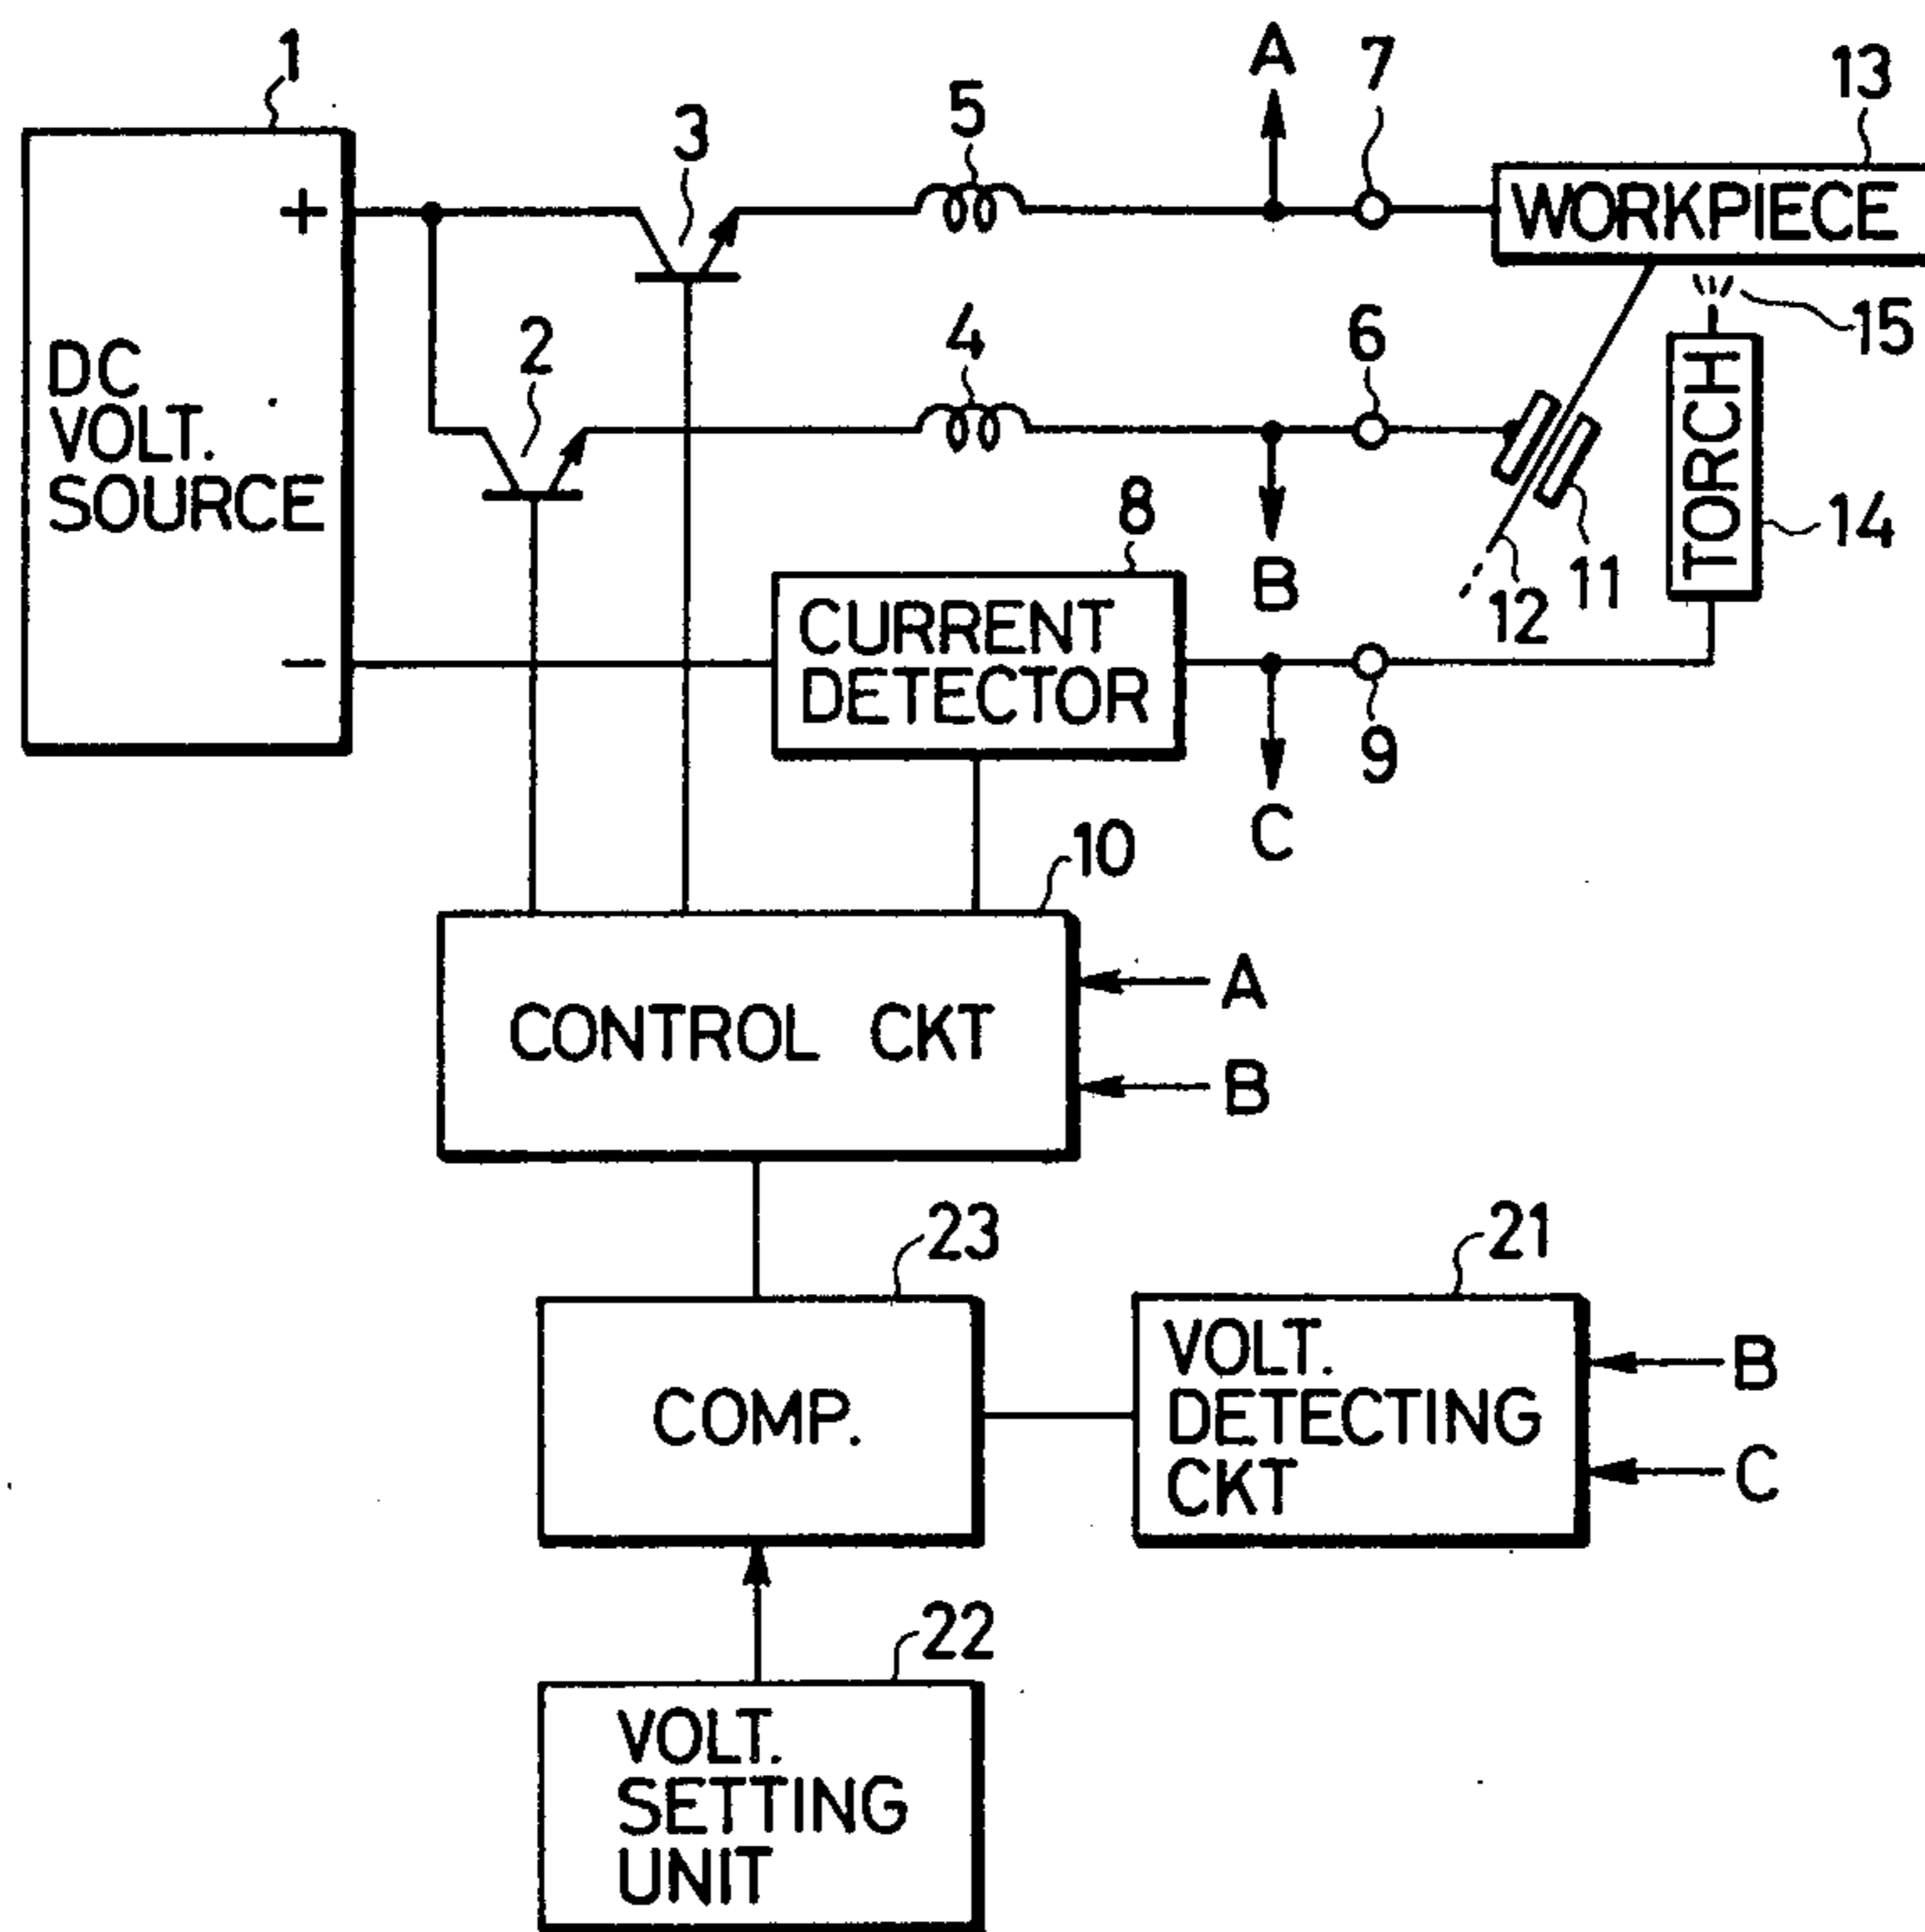 1
3
5
A
7
13
+
WORKPIECE
DC
VOLT.
SOURCE
2
4
6
15
TORCH
14
8
B
12
11
-
CURRENT
DETECTOR
9
C
10
CONTROL CKT
A
B
23
21
COMP.
VOLT.
DETECTING
CKT
B
C
22
VOLT.
SETTING
UNIT